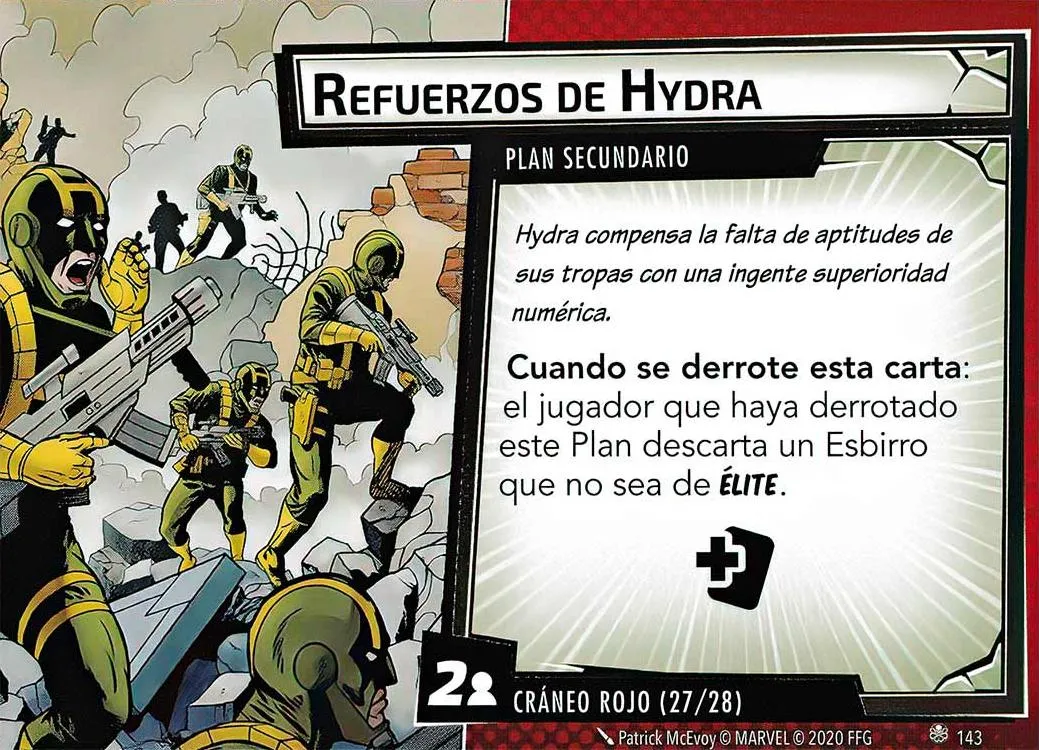 REFUERZOS DE HYDRA
PLAN SECUNDARIO
Hydra compensa la falta de aptitudes de
sus tropas con una ingente superioridad
numérica.
Cuando se derrote esta carta:
el jugador que haya derrotado
este Plan descarta un Esbirro
que no sea de ÉLITE.
2
CRÁNEO ROJO (27/28)
Patrick McEvoy © MARVEL © 2020 FFG
143